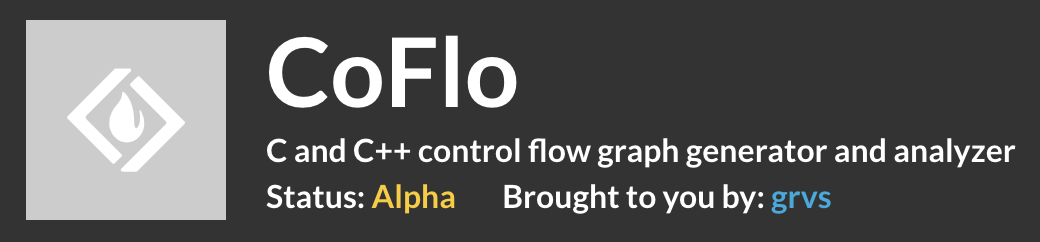 CoFlo
C and C++ control flow graph generator and analyzer
Status: Alpha Brought to you by: grvs